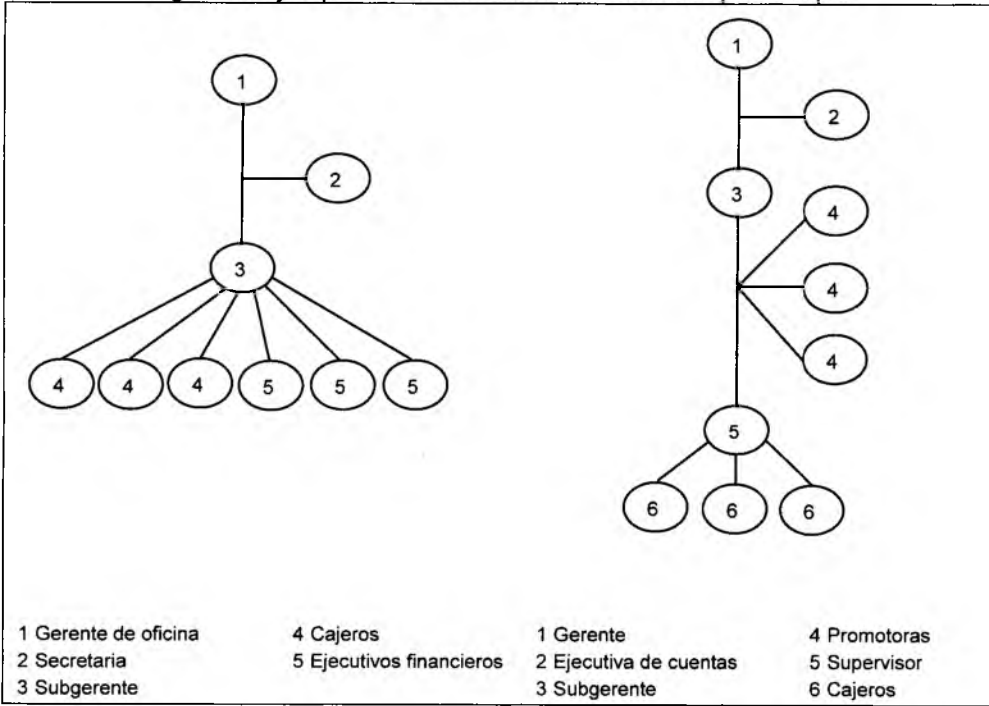 1
2
3
4 4 4 5 5 5
1
2
3
4
4
4
5
6 6 6
1 Gerente de oficina
2 Secretaria
3 Subgerente
4 Cajeros
5 Ejecutivos financieros
1 Gerente
2 Ejecutiva de cuentas
3 Subgerente
4 Promotoras
5 Supervisor
6 Cajeros